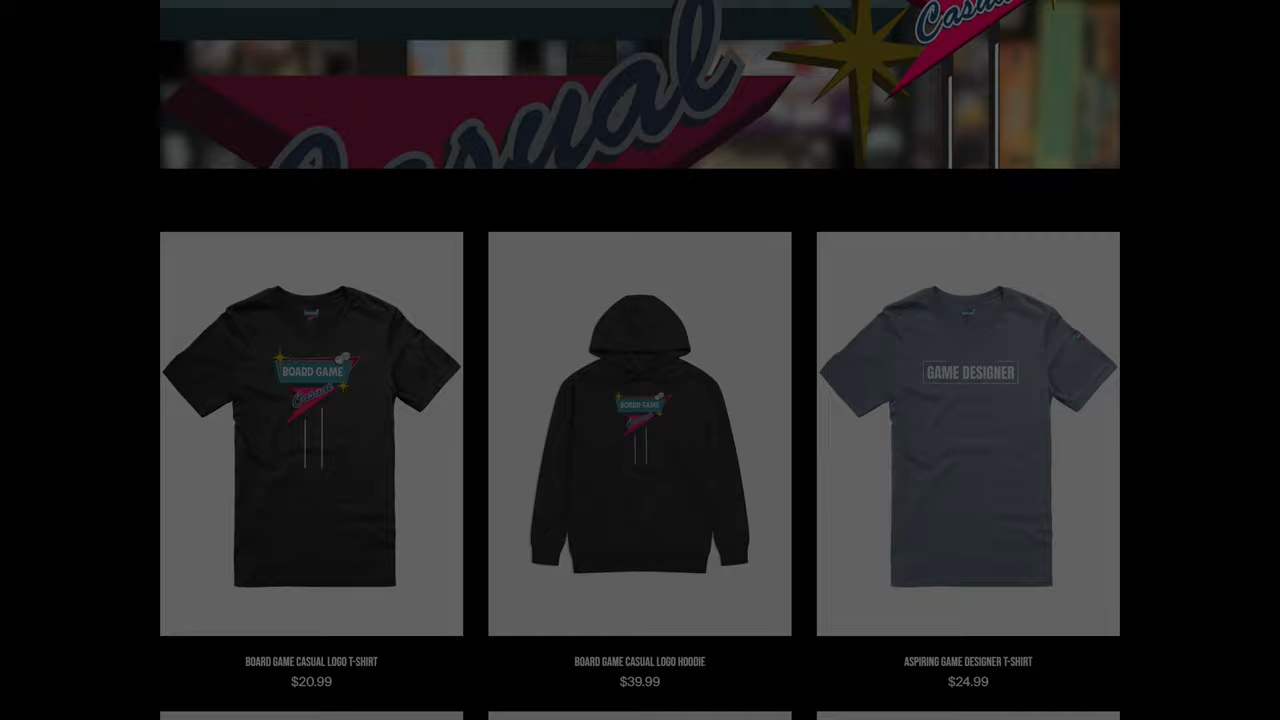 Casual
Casual
BOARD GAME
Casual
BOARD GAME
Casual
GAME DESIGNER
BOARD GAME CASUAL LOGO T-SHIRT
BOARD GAME CASUAL LOGO HOODIE
ASPIRING GAME DESIGNER T-SHIRT
$20.99
$39.99
$24.99